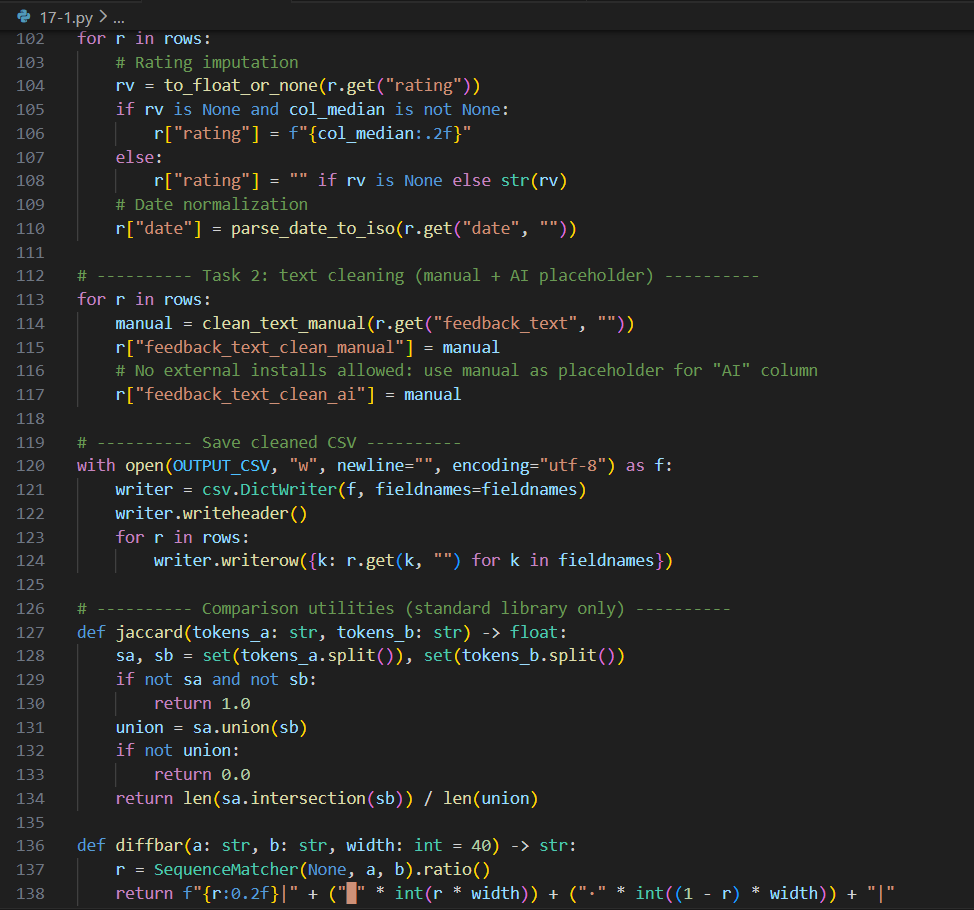 17-1.py > ...
102 for r in rows:
103     # Rating imputation
104     rv = to_float_or_none(r.get("rating"))
105     if rv is None and col_median is not None:
106         r["rating"] = f"{col_median:.2f}"
107     else:
108         r["rating"] = "" if rv is None else str(rv)
109     # Date normalization
110     r["date"] = parse_date_to_iso(r.get("date", ""))
111
112 # ---------- Task 2: text cleaning (manual + AI placeholder) ----------
113 for r in rows:
114     manual = clean_text_manual(r.get("feedback_text", ""))
115     r["feedback_text_clean_manual"] = manual
116     # No external installs allowed: use manual as placeholder for "AI" column
117     r["feedback_text_clean_ai"] = manual
118
119 # ---------- Save cleaned CSV ----------
120 with open(OUTPUT_CSV, "w", newline="", encoding="utf-8") as f:
121     writer = csv.DictWriter(f, fieldnames=fieldnames)
122     writer.writeheader()
123     for r in rows:
124         writer.writerow({k: r.get(k, "") for k in fieldnames})
125
126 # ---------- Comparison utilities (standard library only) ----------
127 def jaccard(tokens_a: str, tokens_b: str) -> float:
128     sa, sb = set(tokens_a.split()), set(tokens_b.split())
129     if not sa and not sb:
130         return 1.0
131     union = sa.union(sb)
132     if not union:
133         return 0.0
134     return len(sa.intersection(sb)) / len(union)
135
136 def diffbar(a: str, b: str, width: int = 40) -> str:
137     r = SequenceMatcher(None, a, b).ratio()
138     return f"{r:0.2f}|" + ("█" * int(r * width)) + ("·" * int((1 - r) * width)) + "|"